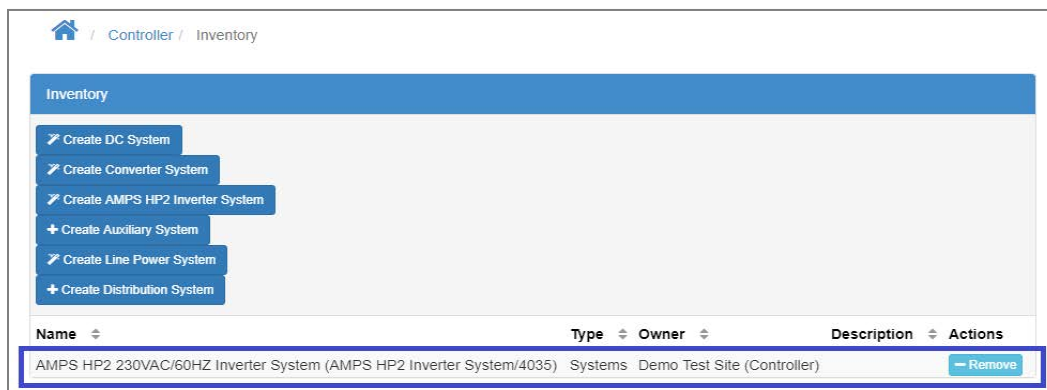 / Controller / Inventory
Inventory
Create DC System
Create Converter System
Create AMPS HP2 Inverter System
+ Create Auxiliary System
Create Line Power System
+ Create Distribution System
Name Type Owner Description Actions
AMPS HP2 230VAC/60HZ Inverter System (AMPS HP2 Inverter System/4035) Systems Demo Test Site (Controller) − Remove